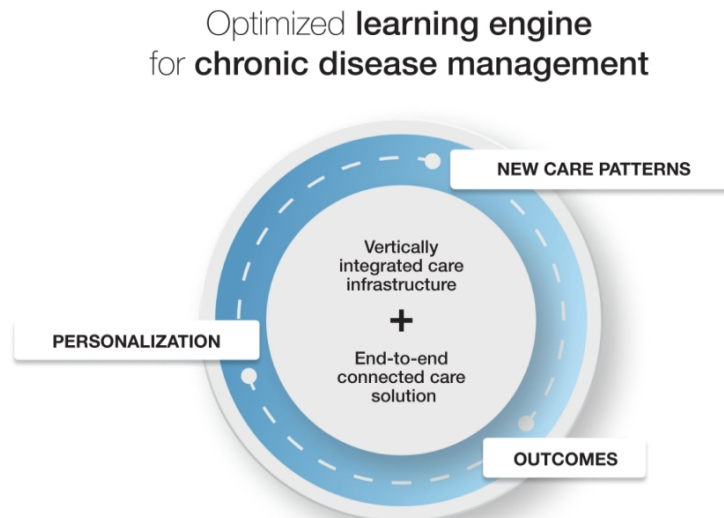 Optimized learning engine
for chronic disease management
NEW CARE PATTERNS
Vertically
integrated care
infrastructure
+
End-to-end
connected care
solution
PERSONALIZATION
OUTCOMES